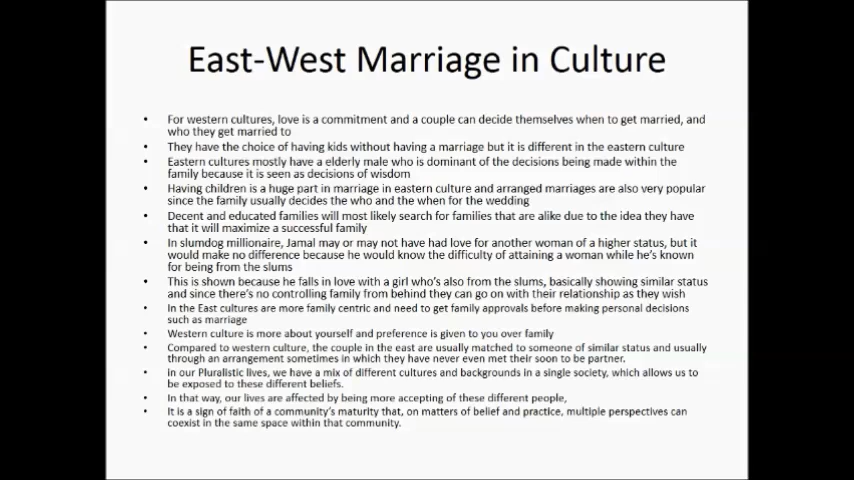 East-West Marriage in Culture
• For western cultures, love is a commitment and a couple can decide themselves when to get married, and
who they get married to
• They have the choice of having kids without having a marriage but it is different in the eastern culture
• Eastern cultures mostly have a elderly male who is dominant of the decisions being made within the
family because it is seen as decisions of wisdom
• Having children is a huge part in marriage in eastern culture and arranged marriages are also very popular
since the family usually decides the who and the when for the wedding
• Decent and educated families will most likely search for families that are alike due to the idea they have
that it will maximize a successful family
• In slumdog millionaire, Jamal may or may not have had love for another woman of a higher status, but it
would make no difference because he would know the difficulty of attaining a woman while he's known
for being from the slums
• This is shown because he falls in love with a girl who's also from the slums, basically showing similar status
and since there's no controlling family from behind they can go on with their relationship as they wish
• In the East cultures are more family centric and need to get family approvals before making personal decisions
such as marriage
• Western culture is more about yourself and preference is given to you over family
• Compared to western culture, the couple in the east are usually matched to someone of similar status and usually
through an arrangement sometimes in which they have never even met their soon to be partner.
• in our Pluralistic lives, we have a mix of different cultures and backgrounds in a single society, which allows us to
be exposed to these different beliefs.
• In that way, our lives are affected by being more accepting of these different people,
• It is a sign of faith of a community's maturity that, on matters of belief and practice, multiple perspectives can
coexist in the same space within that community.